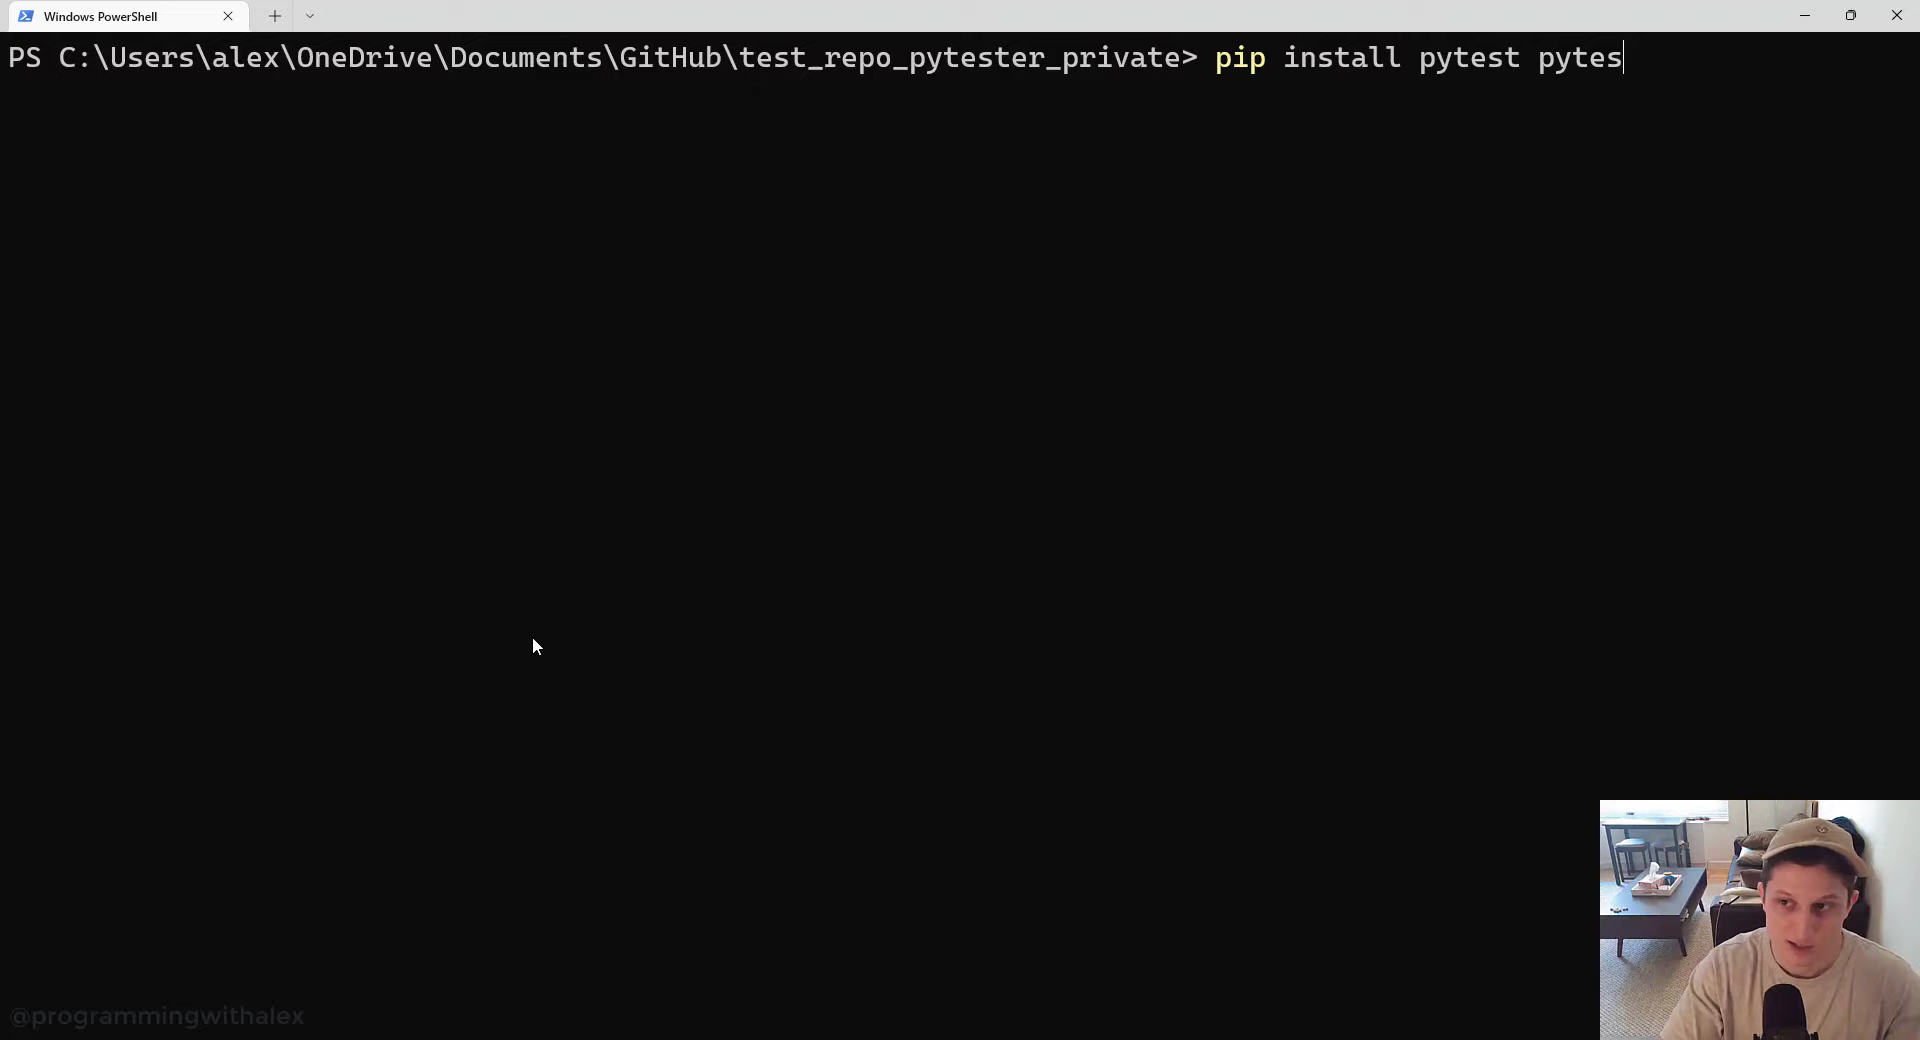 Windows PowerShell
PS C:\Users\alex\OneDrive\Documents\GitHub\test_repo_pytester_private> pip install pytest pytes
@programmingwithalex